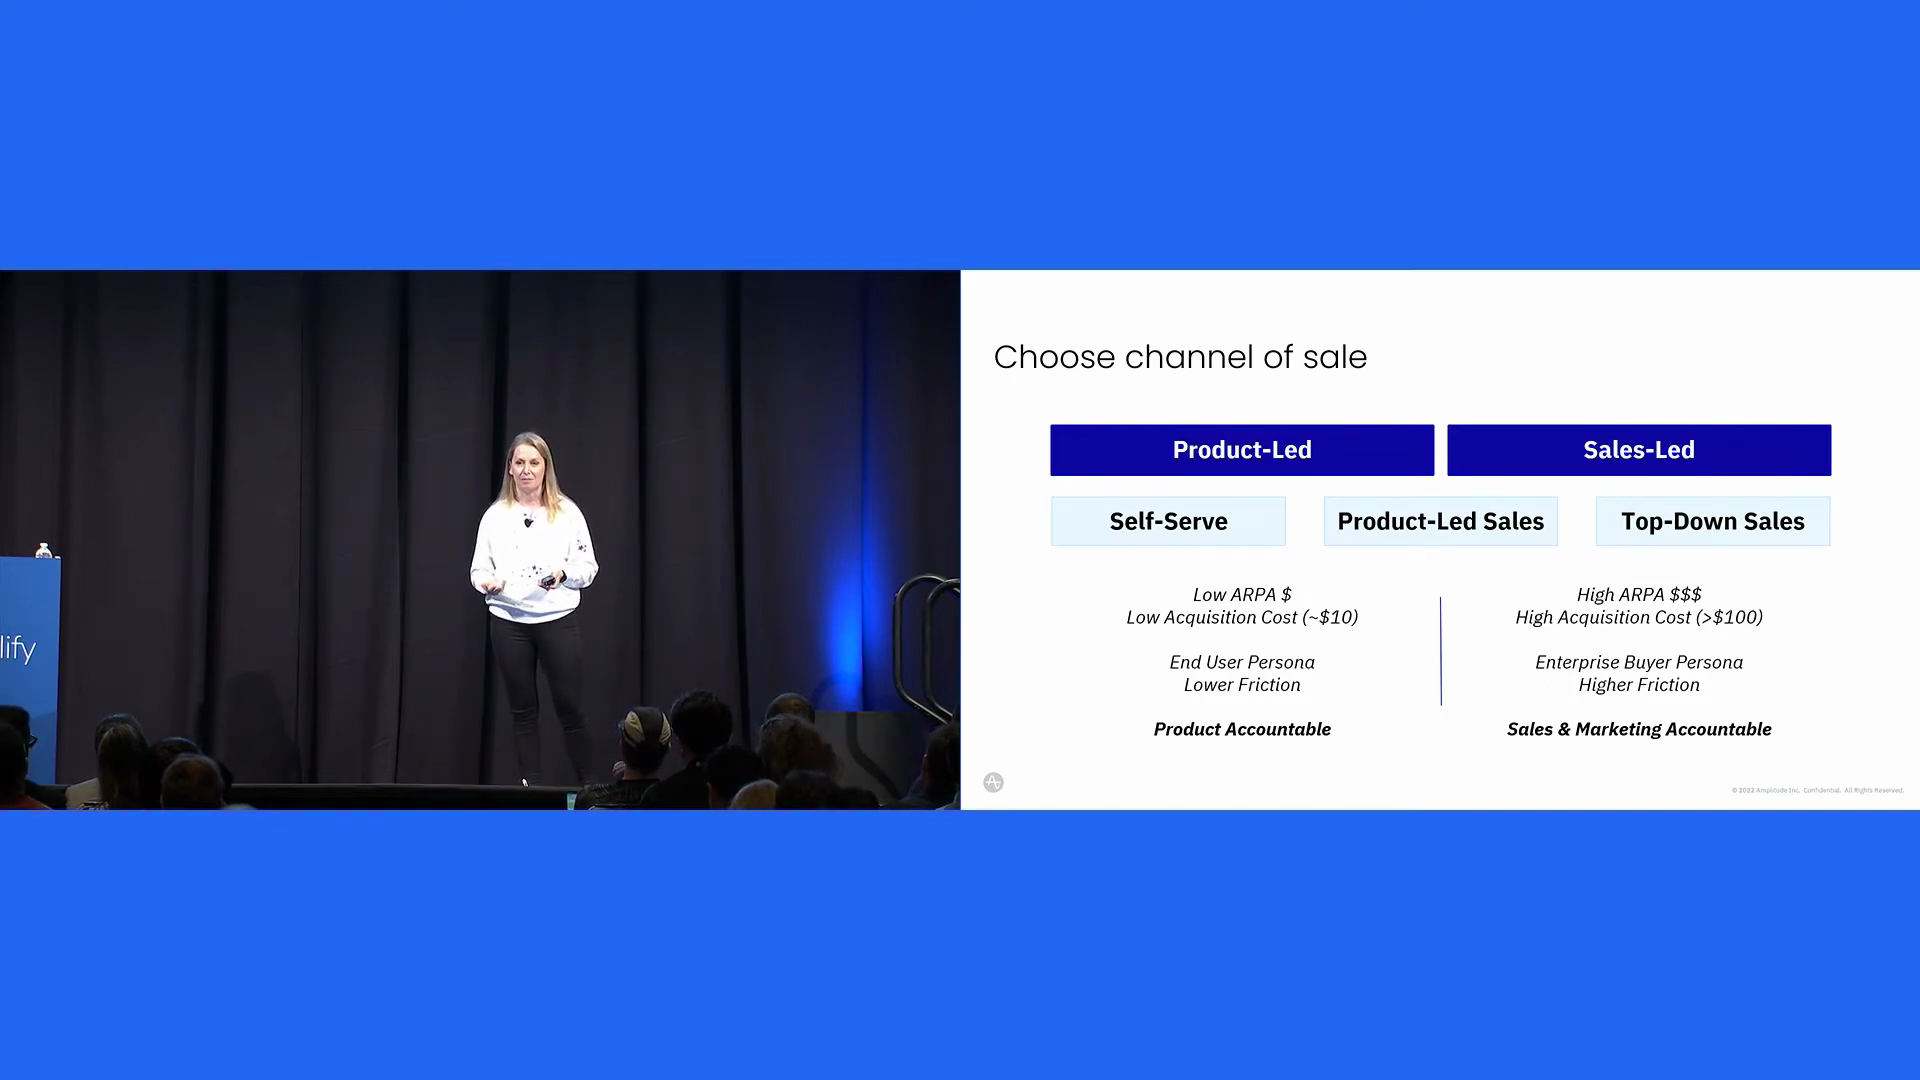 lify
Choose channel of sale
Product-Led
Sales-Led
Self-Serve
Product-Led Sales
Top-Down Sales
Low ARPA $
Low Acquisition Cost (~$10)
End User Persona
Lower Friction
Product Accountable
High ARPA $$$
High Acquisition Cost (>$100)
Enterprise Buyer Persona
Higher Friction
Sales & Marketing Accountable
© 2022 Amplitude Inc. Confidential. All Rights Reserved.